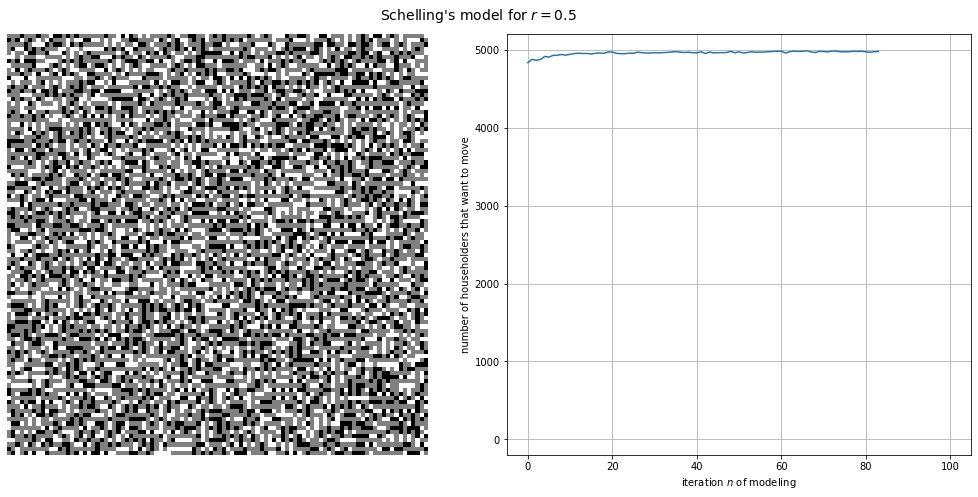 Schelling's model for r = 0.5
number of householders that want to move
5000
4000
3000
2000
1000
0
0 20 40 60 80 100
iteration n of modeling